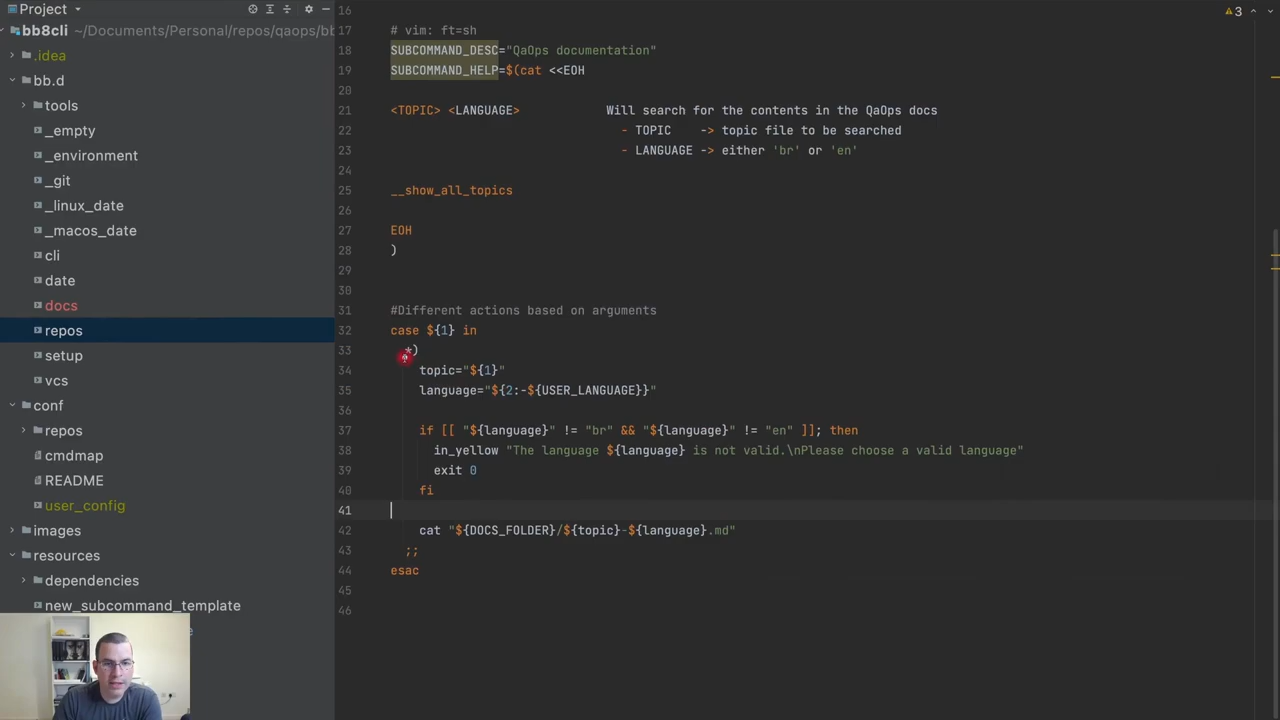 Project
bb8cli ~/Documents/Personal/repos/qaops/bb
.idea
bb.d
tools
_empty
_environment
_git
_linux_date
_macos_date
cli
date
docs
repos
setup
vcs
conf
repos
cmdmap
README
user_config
images
resources
dependencies
new_subcommand_template
3
16
17 # vim: ft=sh
18 SUBCOMMAND_DESC="QaOps documentation"
19 SUBCOMMAND_HELP=$(cat <<EOH
20
21 <TOPIC> <LANGUAGE> Will search for the contents in the QaOps docs
22 - TOPIC -> topic file to be searched
23 - LANGUAGE -> either 'br' or 'en'
24
25 __show_all_topics
26
27 EOH
28 )
29
30
31 #Different actions based on arguments
32 case ${1} in
33 *)
34 topic="${1}"
35 language="${2:-${USER_LANGUAGE}}"
36
37 if [[ "${language}" != "br" && "${language}" != "en" ]]; then
38 in_yellow "The language ${language} is not valid.\nPlease choose a valid language"
39 exit 0
40 fi
41
42 cat "${DOCS_FOLDER}/${topic}-${language}.md"
43 ;;
44 esac
45
46